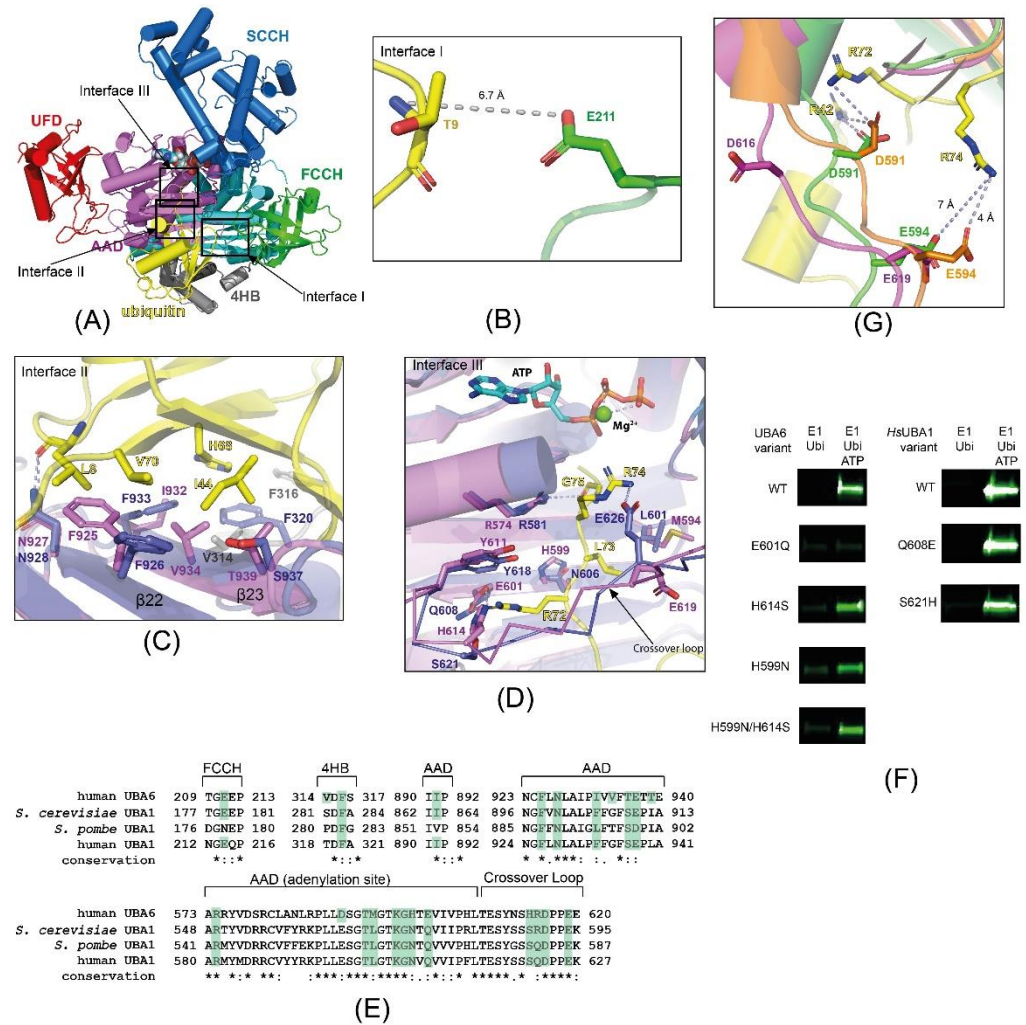 SCCH
Interface III
UFD
FCCH
AAD
Interface II
4HB
Interface I
ubiquitin
(A)
Interface I
6.7 Å
T9
E211
(B)
R72
R42
D616
D591
D591
R74
7 Å
4 Å
E594
E619
E594
(G)
Interface II
L8
V70
H68
I44
F933
I932
F316
N927
F925
F320
N928
F926
V934
V314
T939
S937
β22
β23
(C)
Interface III
ATP
Mg²⁺
R74
G75
R574
R581
E626
L601
M594
Y611
L73
H599
Y618
N606
E601
Q608
E619
R72
H614
S621
Crossover loop
(D)
UBA6 variant E1 Ubi E1 Ubi ATP HsUBA1 variant E1 Ubi E1 Ubi ATP
WT WT
E601Q Q608E
H614S S621H
H599N
H599N/H614S
(F)
FCCH 4HB AAD AAD
human UBA6 209 TGEEP 213 314 VDFS 317 890 IIP 892 923 NCFLNLAIPIVVFTETTE 940
S. cerevisiae UBA1 177 TGEEP 181 281 SDFA 284 862 IIP 864 896 NGFVNLALPFFGFSEPIA 913
S. pombe UBA1 176 DGNEP 180 280 PDFG 283 851 IVP 854 885 NGFFNLAIGLFTFSDPIA 902
human UBA1 212 NGEQP 216 318 TDFA 321 890 IIP 892 924 NGFLNLALPFFGFSEPLA 941
AAD (adenylation site) Crossover Loop
human UBA6 573 ARRYVDSRCLANLRPLLDSGTMGTKGHTEVIVPHLTESYNSHRDPPEE 620
S. cerevisiae UBA1 548 ARTYVDRRCVFYRKPLLESGTLGTKGNTQVIIPRLTESYSSSRDPPEK 595
S. pombe UBA1 541 ARMYVDRRCVFFEKPLLESGTLGTKGNTQVVVPHLTESYGSSQDPPEK 587
human UBA1 580 ARMYVDRRCVYYRKPLLESGTLGTKGNVQVVIPFLTESYSSSQDPPEK 627
(E)